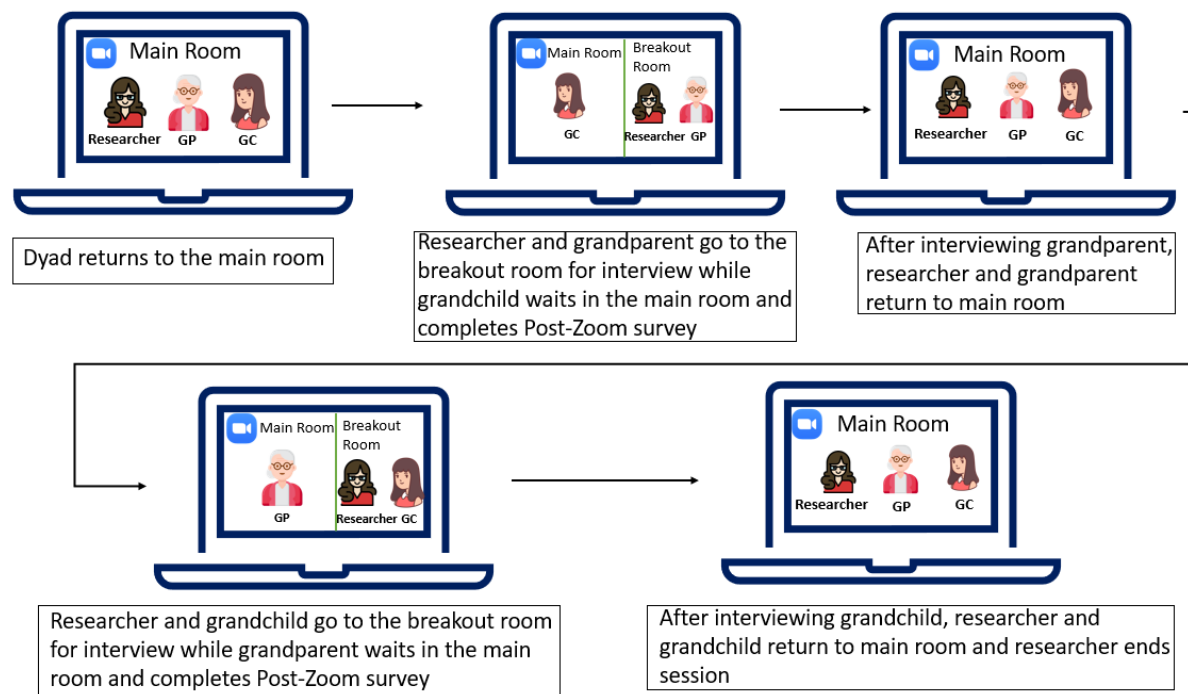 Main Room
Researcher GP GC
Dyad returns to the main room
Main Room
Breakout
Room
GC
Researcher GP
Researcher and grandparent go to the
breakout room for interview while
grandchild waits in the main room and
completes Post-Zoom survey
Main Room
Researcher GP GC
After interviewing grandparent,
researcher and grandparent
return to main room
Main Room
Breakout
Room
GP
Researcher GC
Researcher and grandchild go to the breakout room
for interview while grandparent waits in the main
room and completes Post-Zoom survey
Main Room
Researcher GP GC
After interviewing grandchild, researcher and
grandchild return to main room and researcher ends
session